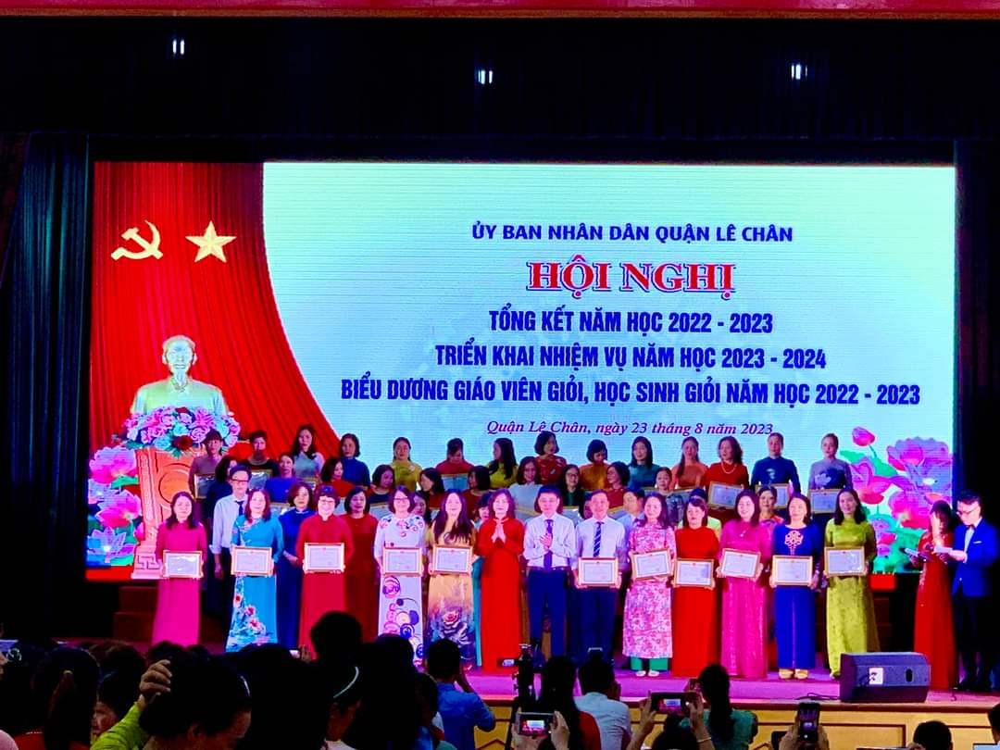 ỦY BAN NHÂN DÂN QUẬN LÊ CHÂN
HỘI NGHỊ
TỔNG KẾT NĂM HỌC 2022 - 2023
TRIỂN KHAI NHIỆM VỤ NĂM HỌC 2023 - 2024
BIỂU DƯƠNG GIÁO VIÊN GIỎI, HỌC SINH GIỎI NĂM HỌC 2022 - 2023
Quận Lê Chân, ngày 23 tháng 8 năm 2023